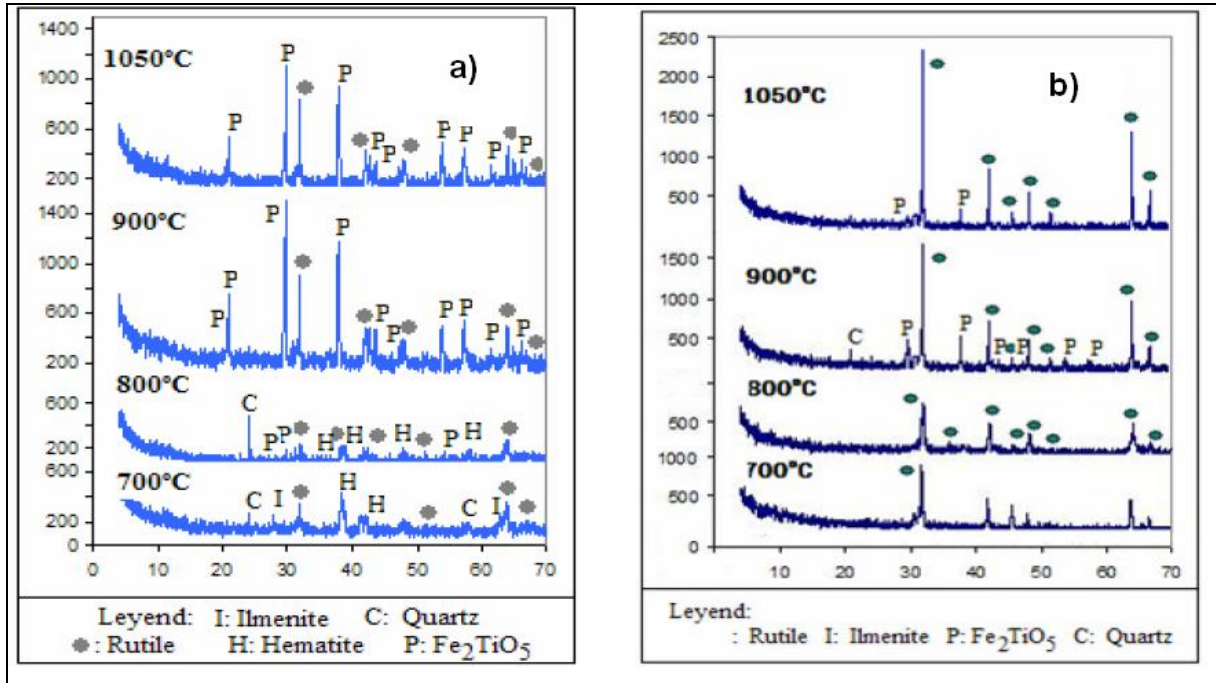 a)
1400
1050°C
1000
600
200
P P P P P P P P P P
1400
900°C
1000
600
200
P P P P P P P P P P
800°C
600
200
C P P H H H P H
700°C
600
200
0
C I H H C I
0 10 20 30 40 50 60 70
Leyend: I: Ilmenite C: Quartz
: Rutile H: Hematite P: Fe2TiO5
b)
2500
2000
1050°C
1500
1000
500
P P
1500
900°C
1000
500
C P P P P P P
800°C
500
1000
700°C
500
0
0 10 20 30 40 50 60 70
Leyend:
: Rutile I: Ilmenite P: Fe2TiO5 C: Quartz